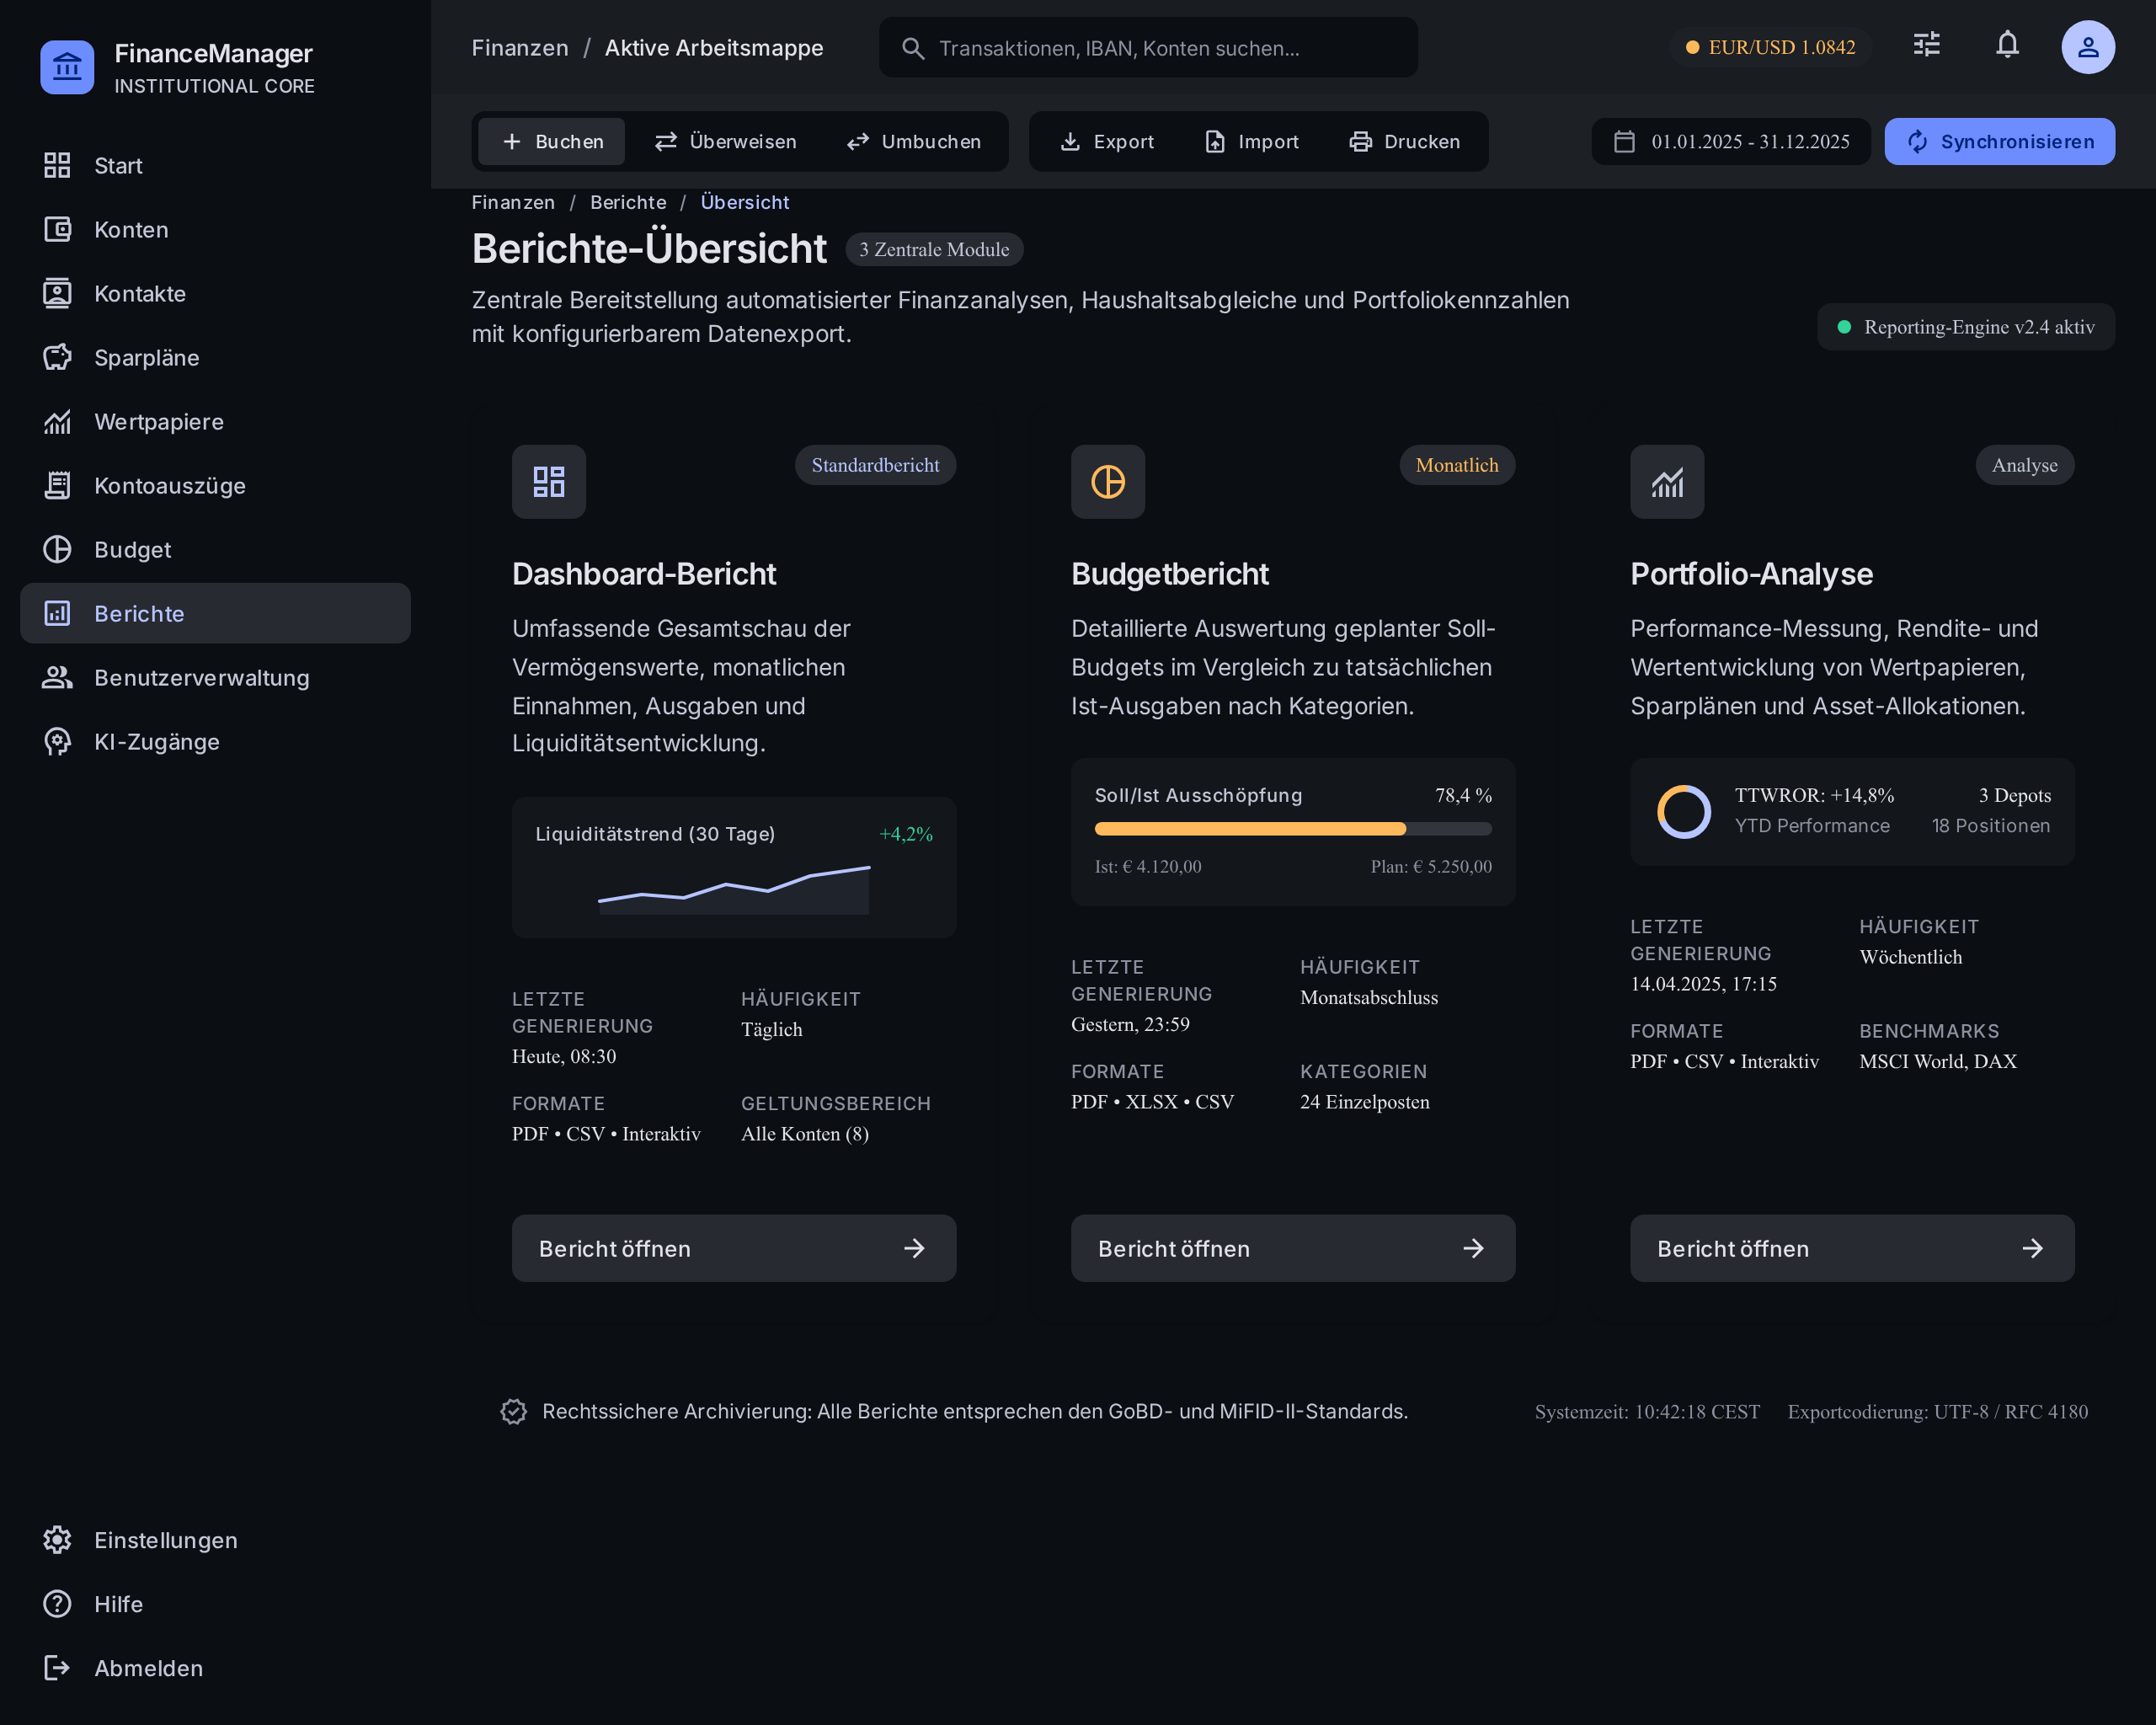 FinanceManager
INSTITUTIONAL CORE
Start
Konten
Kontakte
Sparpläne
Wertpapiere
Kontoauszüge
Budget
Berichte
Benutzerverwaltung
KI-Zugänge
Einstellungen
Hilfe
Abmelden
Finanzen / Aktive Arbeitsmappe
Transaktionen, IBAN, Konten suchen...
EUR/USD 1.0842
Buchen
Überweisen
Umbuchen
Export
Import
Drucken
01.01.2025 - 31.12.2025
Synchronisieren
Finanzen / Berichte / Übersicht
Berichte-Übersicht
3 Zentrale Module
Zentrale Bereitstellung automatisierter Finanzanalysen, Haushaltsabgleiche und Portfoliokennzahlen
mit konfigurierbarem Datenexport.
Reporting-Engine v2.4 aktiv
Standardbericht
Dashboard-Bericht
Umfassende Gesamtschau der
Vermögenswerte, monatlichen
Einnahmen, Ausgaben und
Liquiditätsentwicklung.
Liquiditätstrend (30 Tage)
+4,2%
LETZTE
GENERIERUNG
Heute, 08:30
HÄUFIGKEIT
Täglich
FORMATE
PDF • CSV • Interaktiv
GELTUNGSBEREICH
Alle Konten (8)
Bericht öffnen
Monatlich
Budgetbericht
Detaillierte Auswertung geplanter Soll-
Budgets im Vergleich zu tatsächlichen
Ist-Ausgaben nach Kategorien.
Soll/Ist Ausschöpfung
78,4 %
Ist: € 4.120,00
Plan: € 5.250,00
LETZTE
GENERIERUNG
Gestern, 23:59
HÄUFIGKEIT
Monatsabschluss
FORMATE
PDF • XLSX • CSV
KATEGORIEN
24 Einzelposten
Bericht öffnen
Analyse
Portfolio-Analyse
Performance-Messung, Rendite- und
Wertentwicklung von Wertpapieren,
Sparplänen und Asset-Allokationen.
TTWROR: +14,8%
YTD Performance
3 Depots
18 Positionen
LETZTE
GENERIERUNG
14.04.2025, 17:15
HÄUFIGKEIT
Wöchentlich
FORMATE
PDF • CSV • Interaktiv
BENCHMARKS
MSCI World, DAX
Bericht öffnen
Rechtssichere Archivierung: Alle Berichte entsprechen den GoBD- und MiFID-II-Standards.
Systemzeit: 10:42:18 CEST
Exportcodierung: UTF-8 / RFC 4180